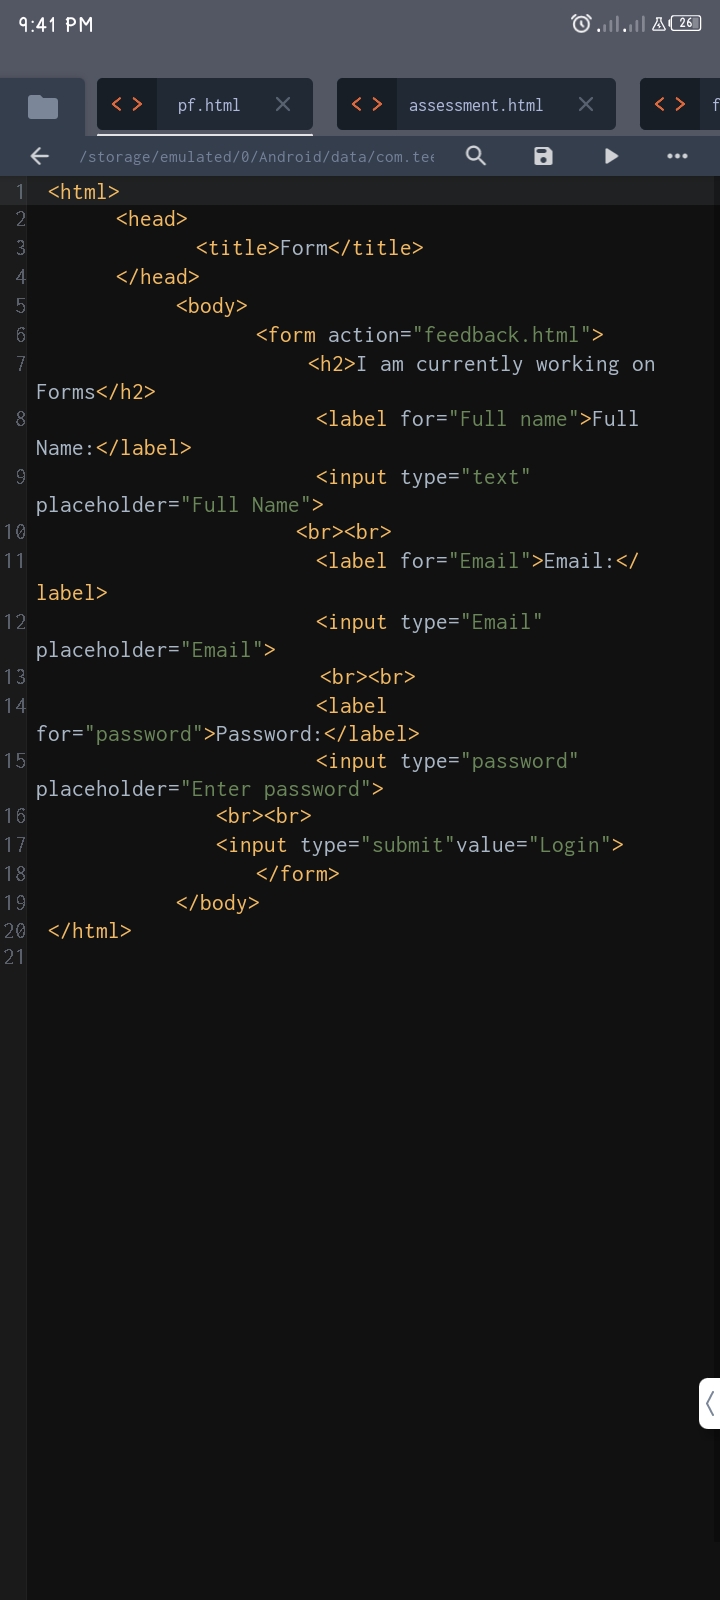 9:41 PM
26
pf.html
assessment.html
f
/storage/emulated/0/Android/data/com.tee
1 <html>
2 <head>
3 <title>Form</title>
4 </head>
5 <body>
6 <form action="feedback.html">
7 <h2>I am currently working on
Forms</h2>
8 <label for="Full name">Full
Name:</label>
9 <input type="text"
placeholder="Full Name">
10 <br><br>
11 <label for="Email">Email:</
label>
12 <input type="Email"
placeholder="Email">
13 <br><br>
14 <label
for="password">Password:</label>
15 <input type="password"
placeholder="Enter password">
16 <br><br>
17 <input type="submit"value="Login">
18 </form>
19 </body>
20 </html>
21